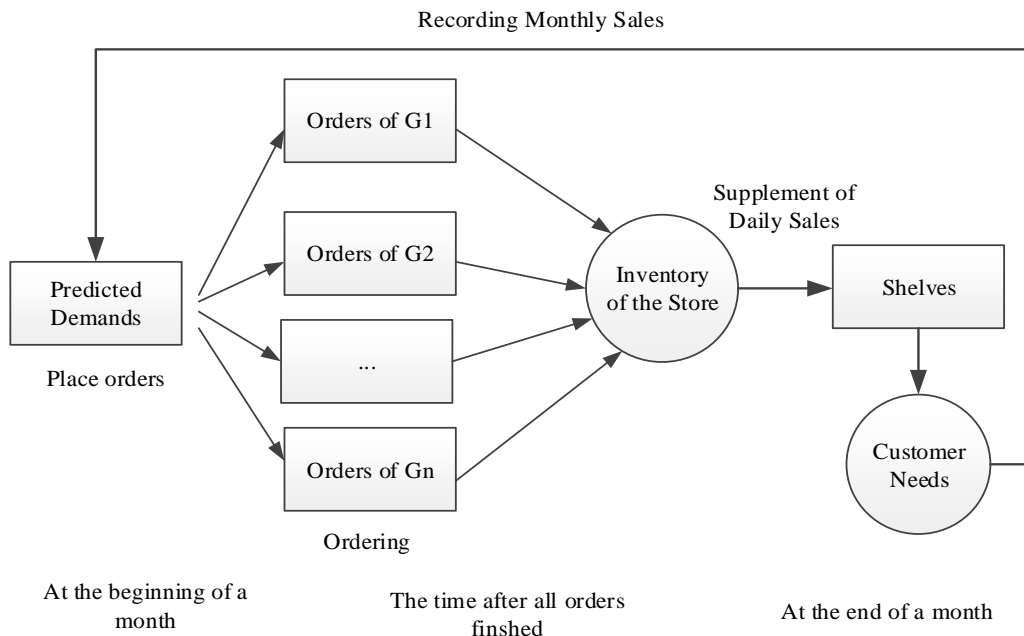 Recording Monthly Sales
Orders of G1
Supplement of
Daily Sales
Orders of G2
Predicted
Demands
Inventory
of the Store
Shelves
Place orders
...
Customer
Needs
Orders of Gn
Ordering
At the beginning of a
month
The time after all orders
finshed
At the end of a month